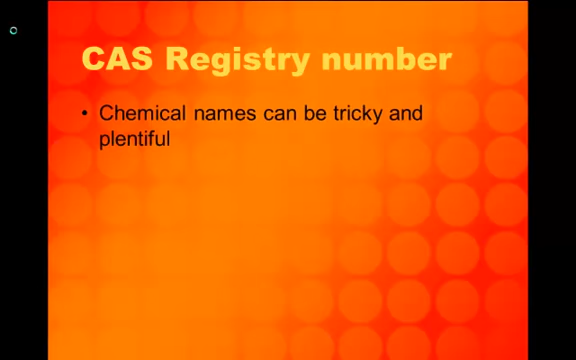 CAS Registry number
• Chemical names can be tricky and
plentiful